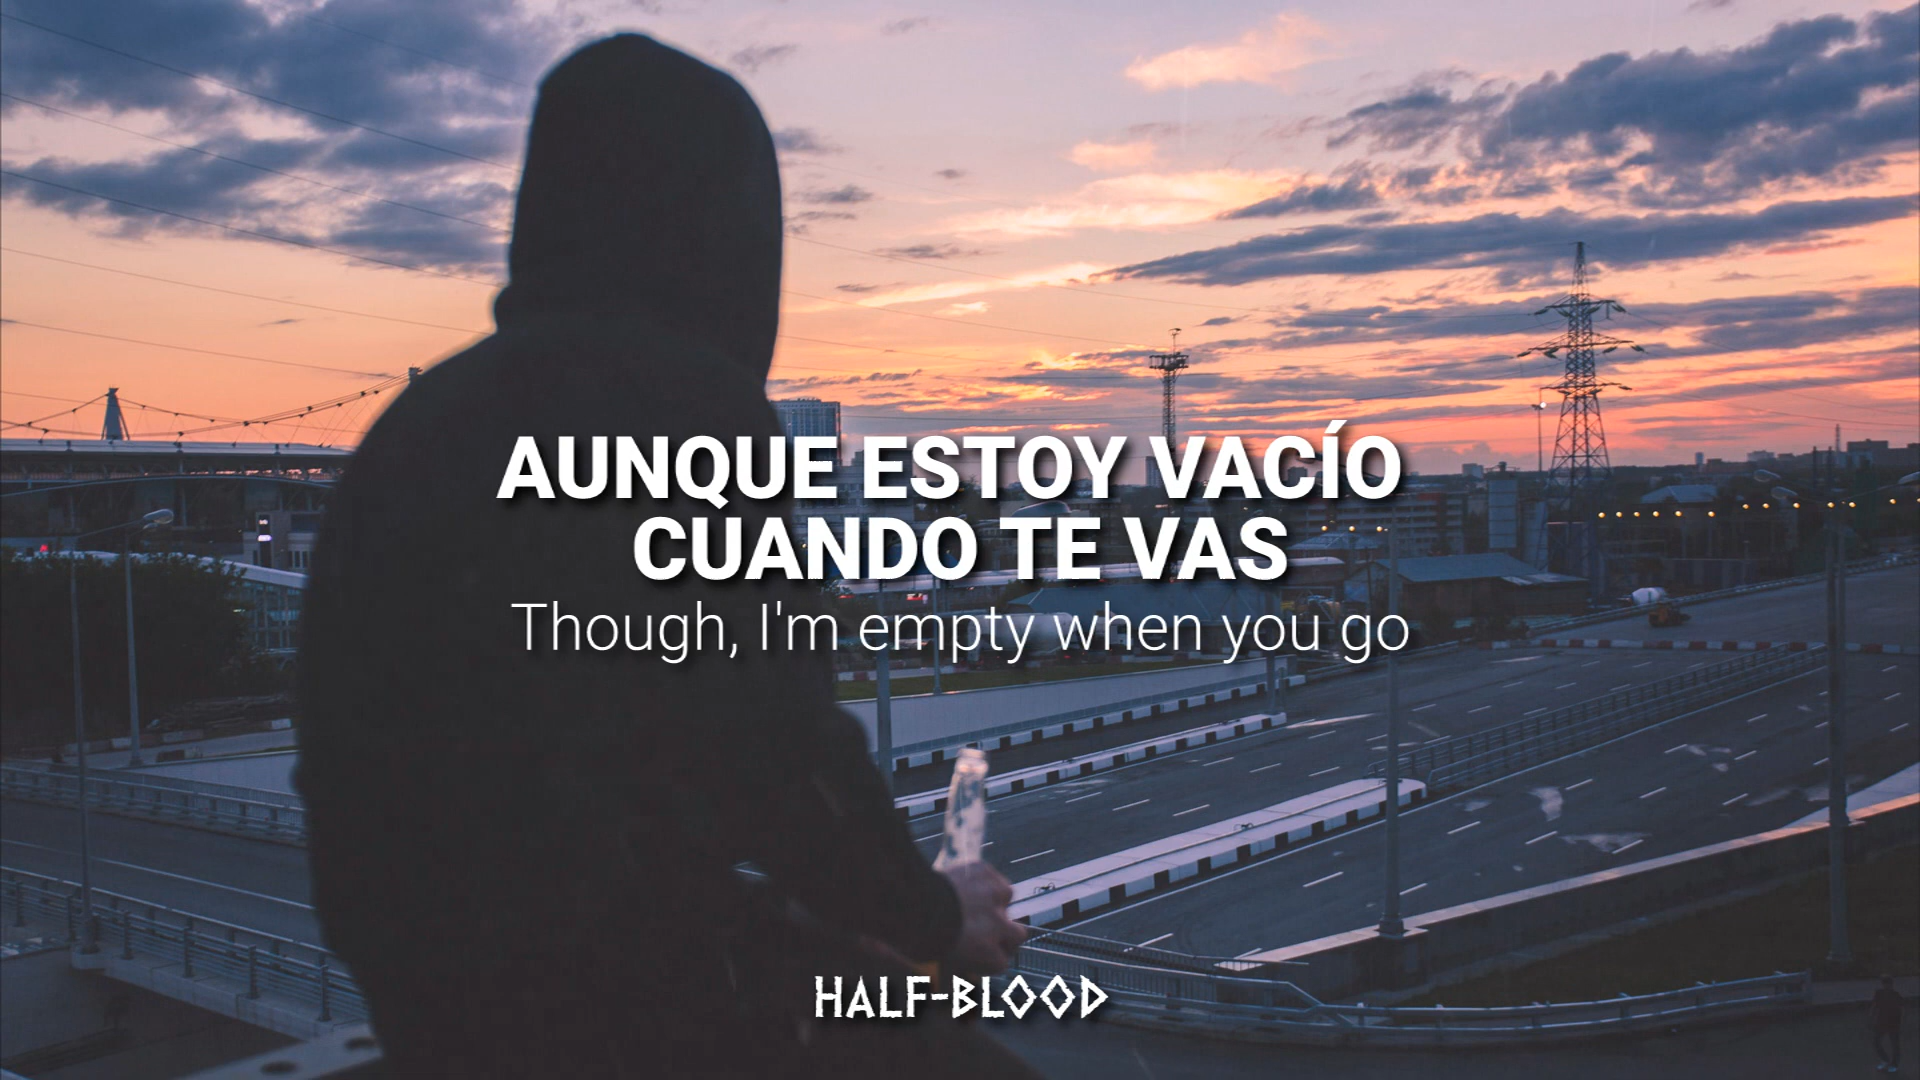 AUNQUE ESTOY VACÍO
CUANDO TE VAS
Though, I'm empty when you go
HALF-BLOOD